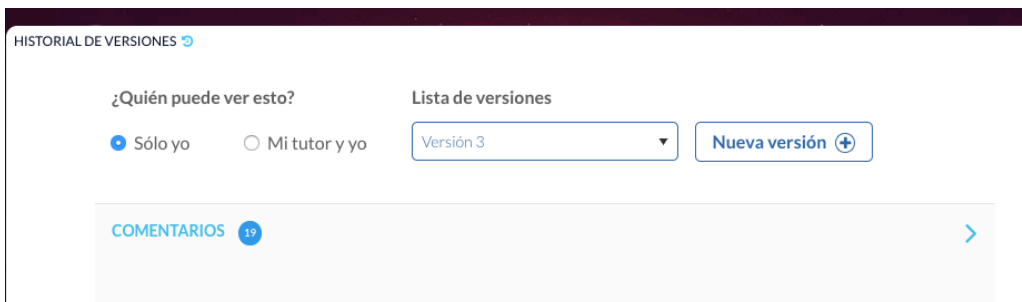 HISTORIAL DE VERSIONES
¿Quién puede ver esto?
Lista de versiones
Sólo yo
Mi tutor y yo
Versión 3
Nueva versión
COMENTARIOS 19